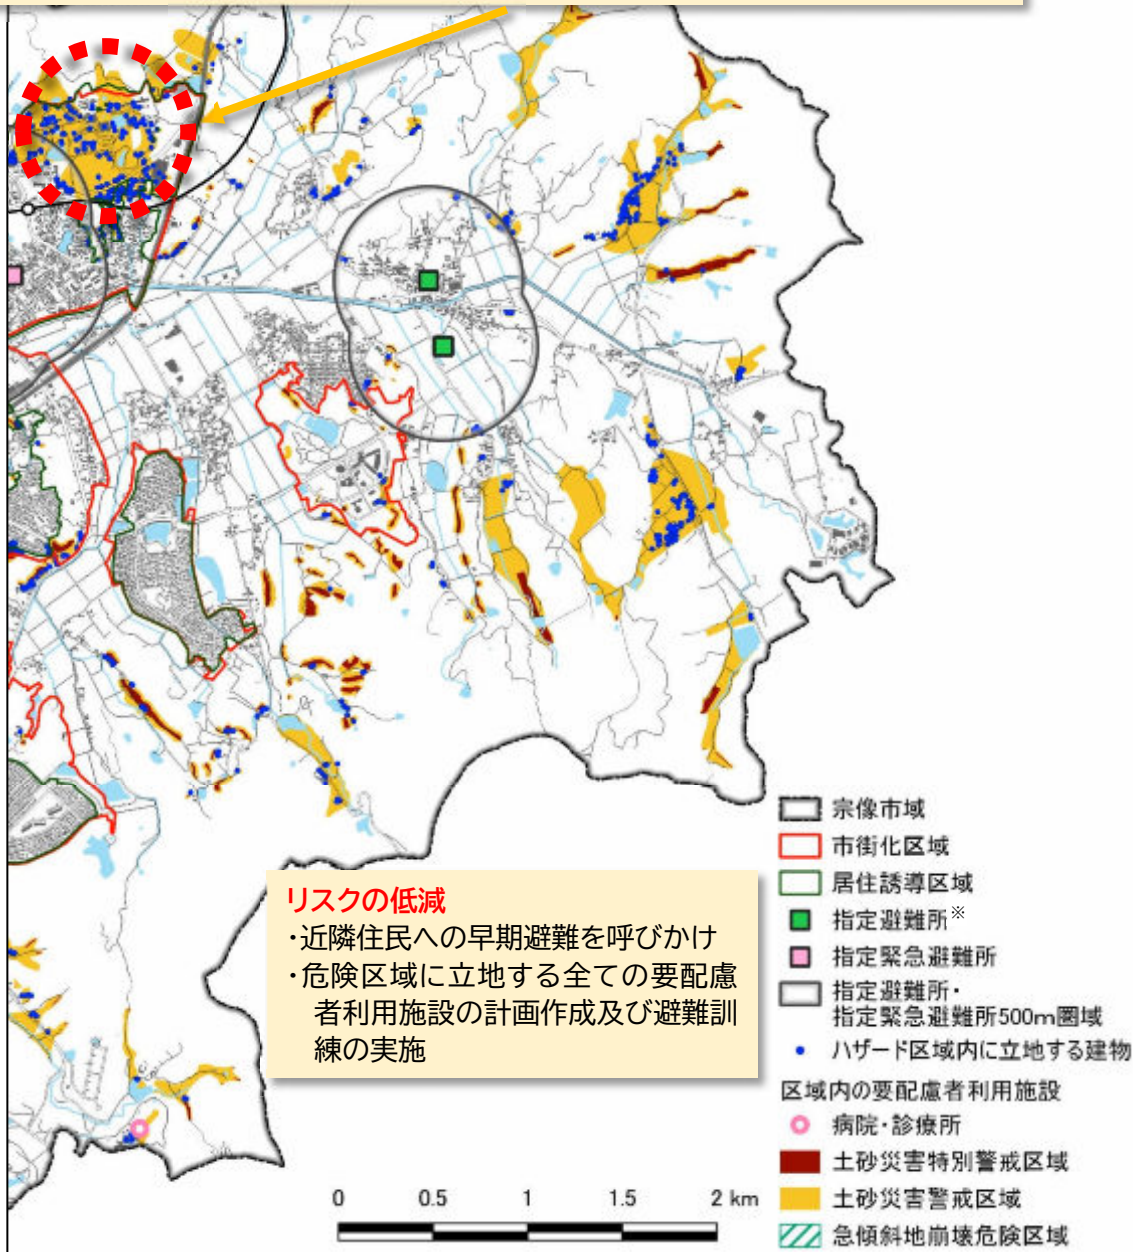 リスクの低減
・近隣住民への早期避難を呼びかけ
・危険区域に立地する全ての要配慮
者利用施設の計画作成及び避難訓
練の実施
宗像市域
市街化区域
居住誘導区域
指定避難所※
指定緊急避難所
指定避難所・
指定緊急避難所500m圏域
ハザード区域内に立地する建物
区域内の要配慮者利用施設
病院・診療所
土砂災害特別警戒区域
土砂災害警戒区域
急傾斜地崩壊危険区域
0 0.5 1 1.5 2 km